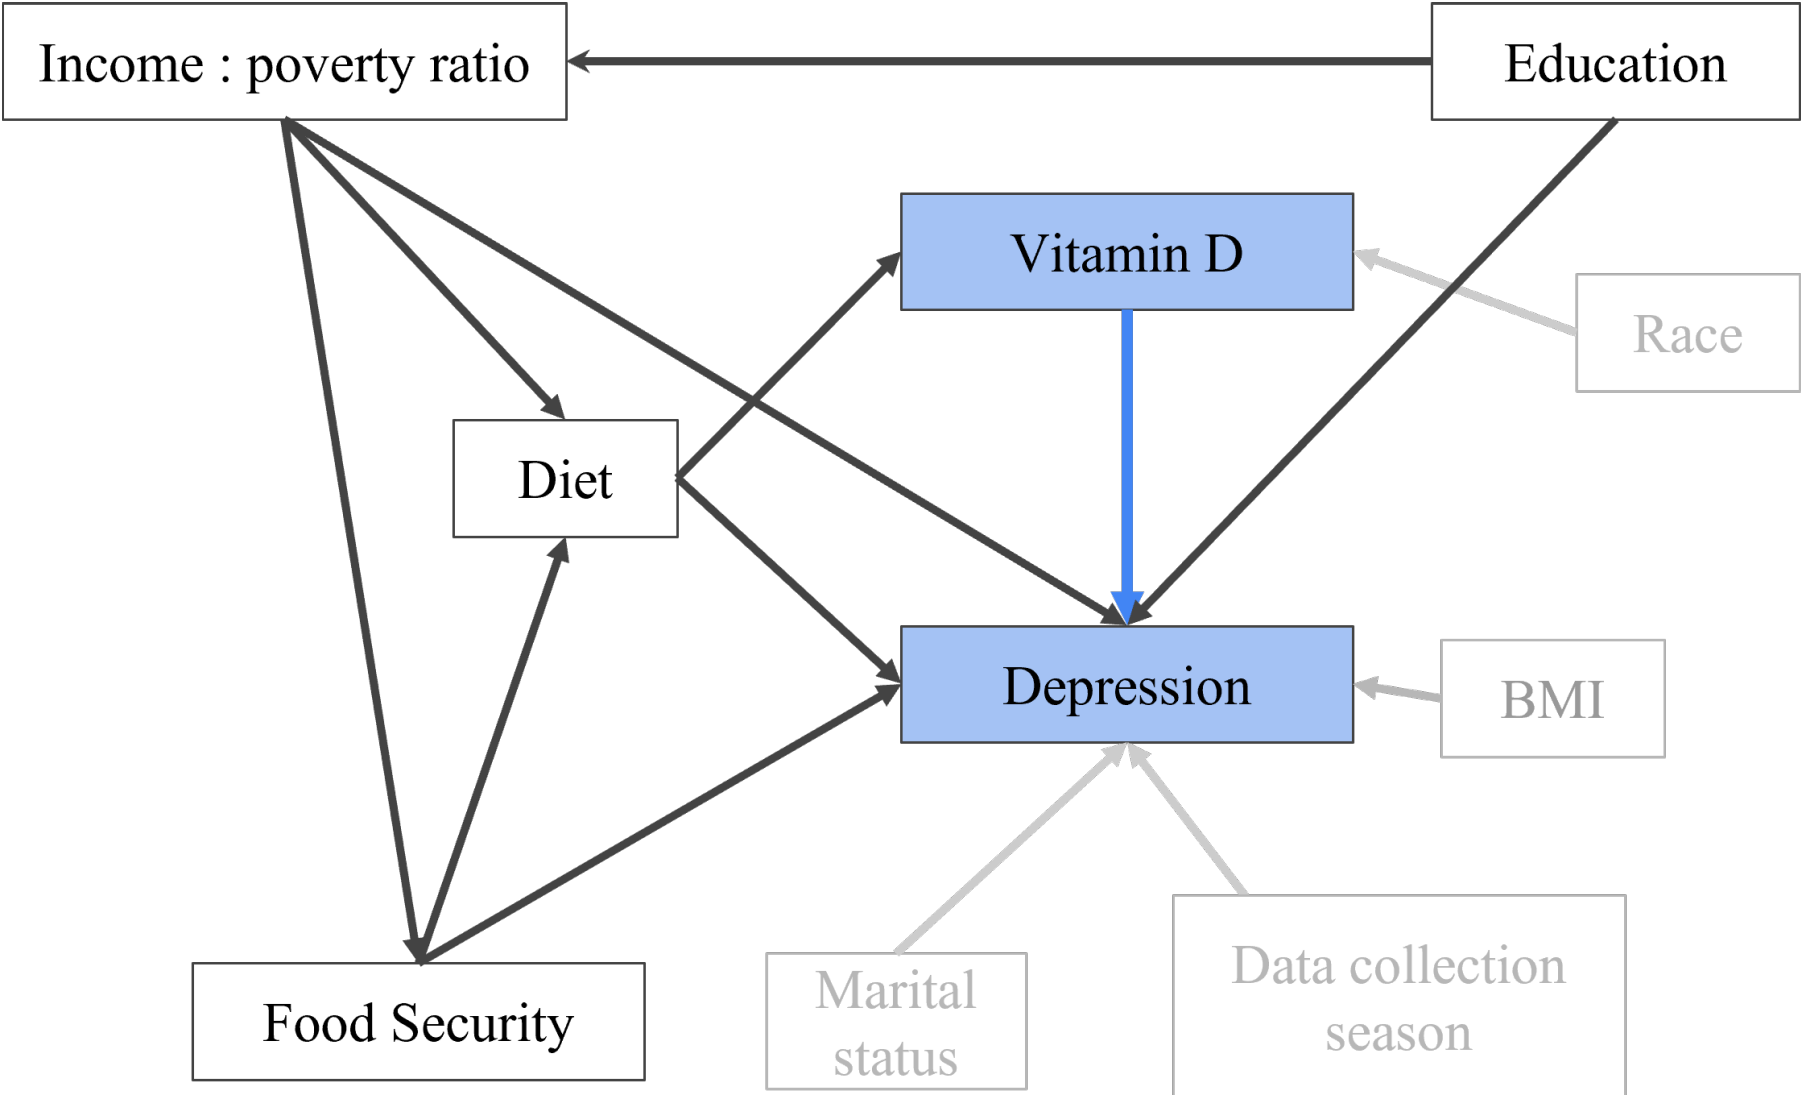 Income : poverty ratio
Education
Vitamin D
Race
Diet
Depression
BMI
Food Security
Marital
status
Data collection
season